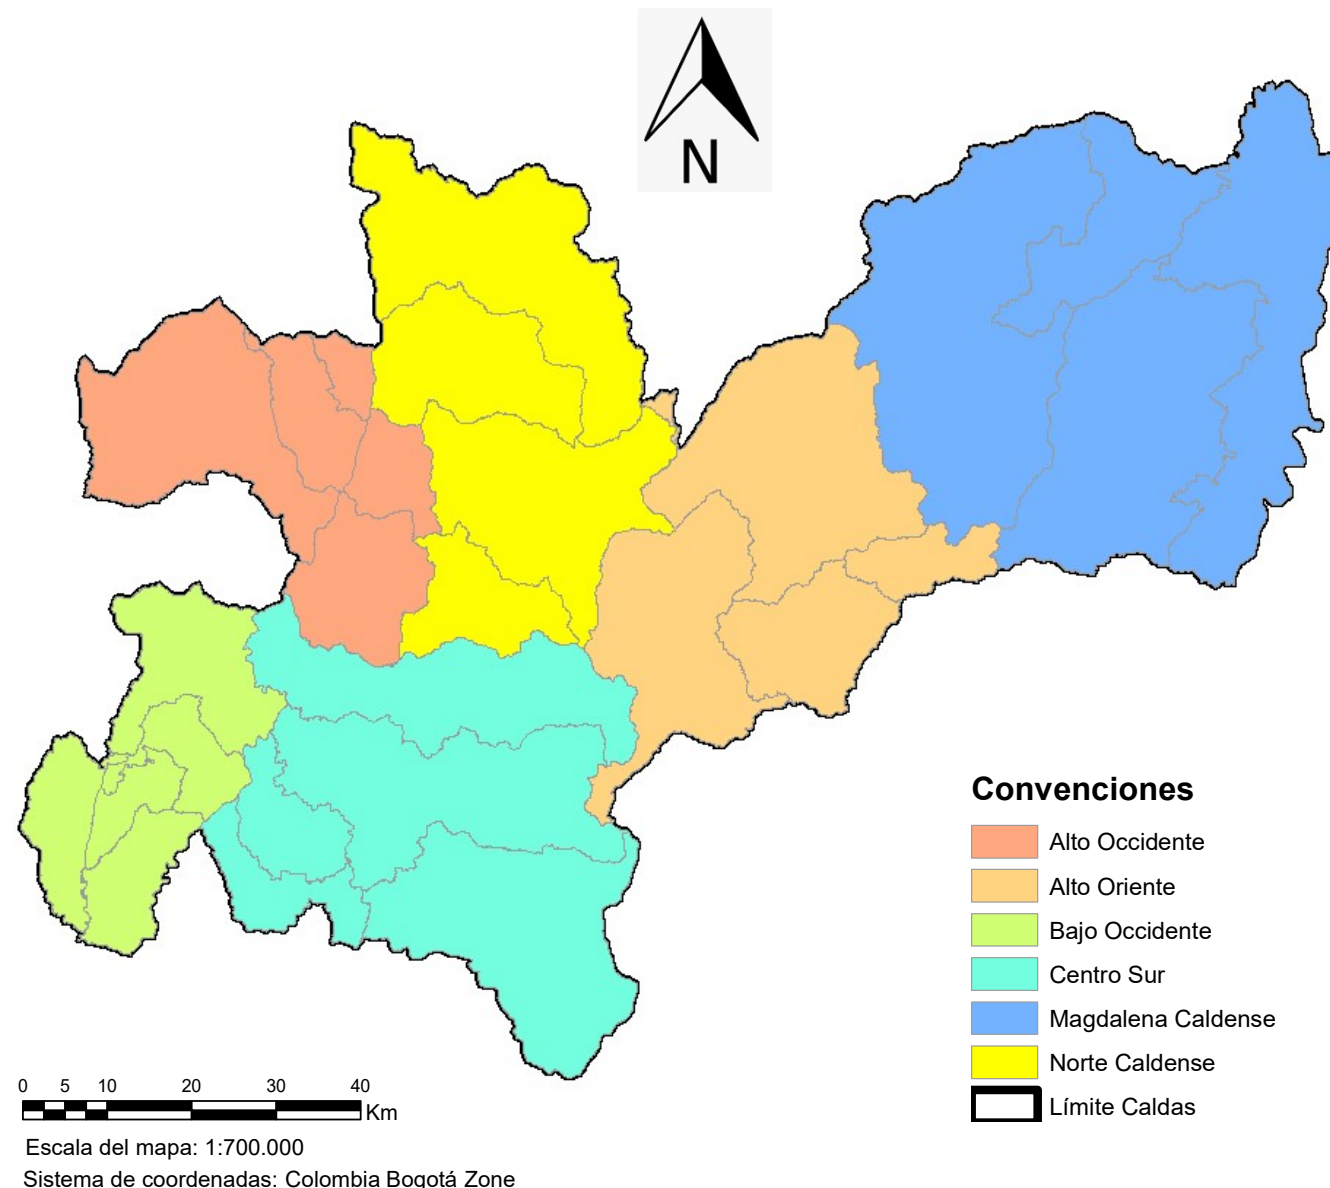 N
Convenciones
Alto Occidente
Alto Oriente
Bajo Occidente
Centro Sur
Magdalena Caldense
Norte Caldense
Límite Caldas
0 5 10 20 30 40
Km
Escala del mapa: 1:700.000
Sistema de coordenadas: Colombia Bogotá Zone